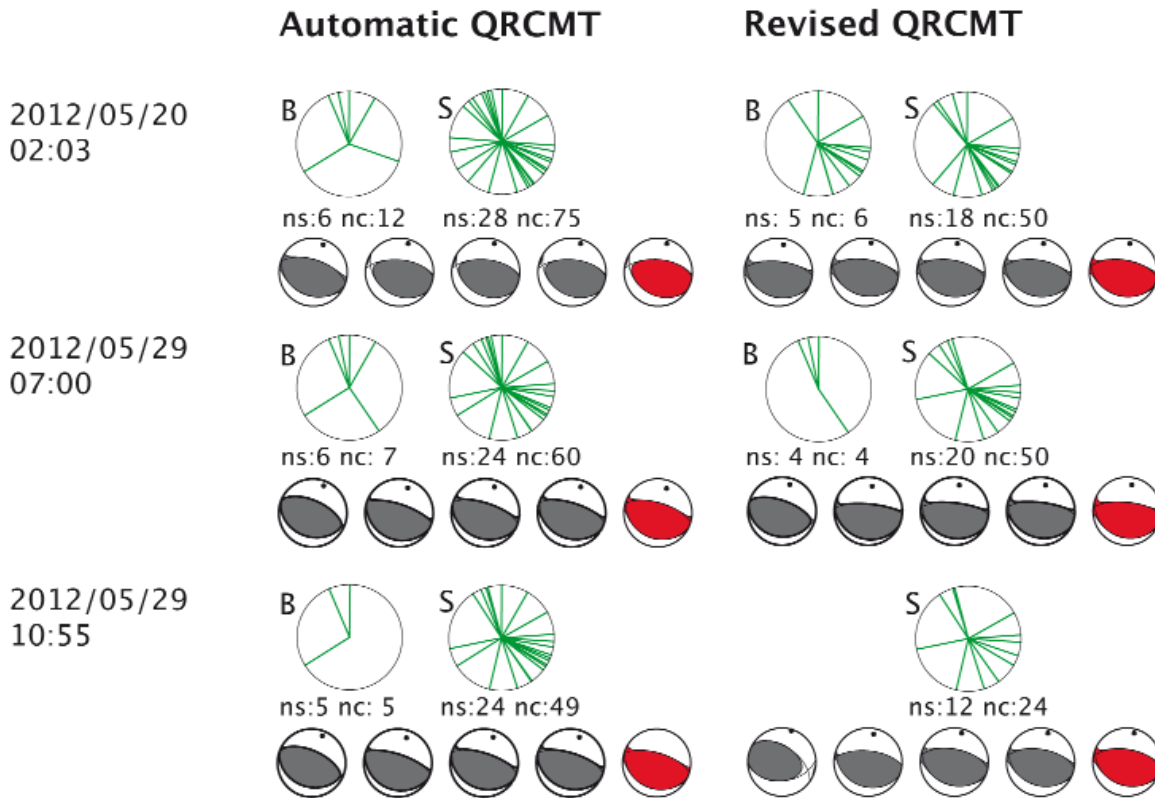 Automatic QRCMT
Revised QRCMT
2012/05/20
02:03
B
S
B
S
ns:6 nc:12
ns:28 nc:75
ns: 5 nc: 6
ns:18 nc:50
2012/05/29
07:00
B
S
B
S
ns:6 nc: 7
ns:24 nc:60
ns: 4 nc: 4
ns:20 nc:50
2012/05/29
10:55
B
S
S
ns:5 nc: 5
ns:24 nc:49
ns:12 nc:24